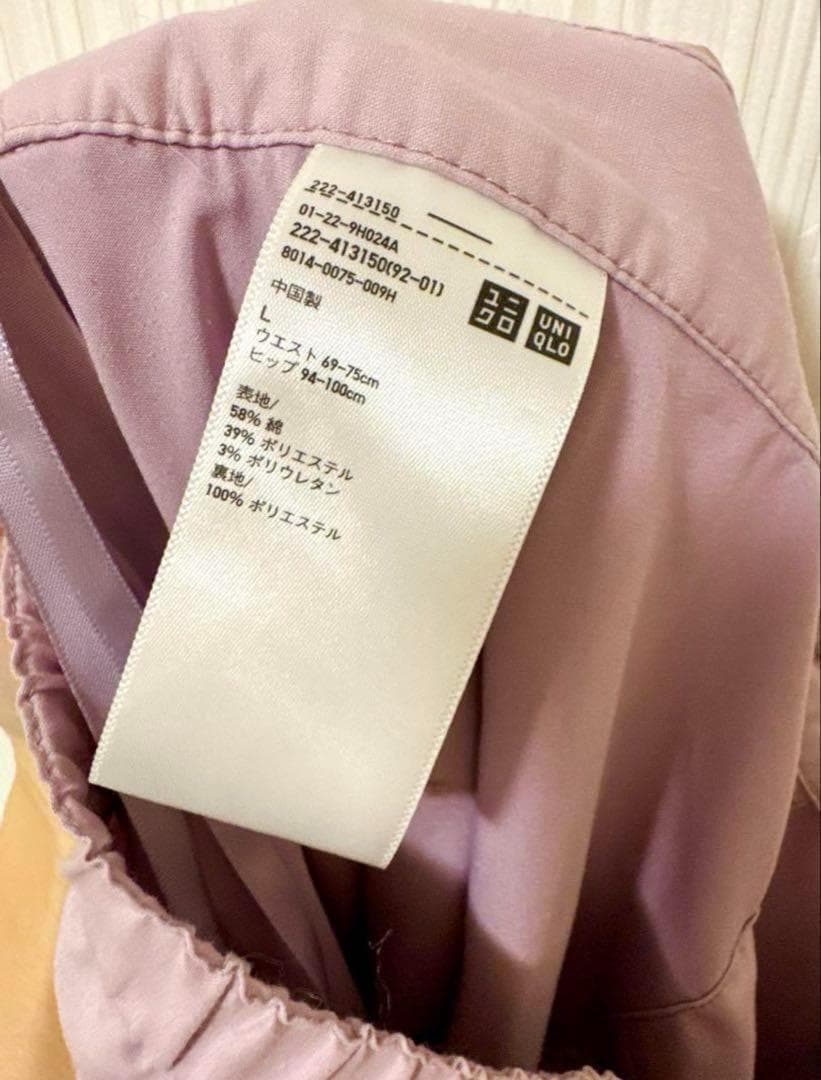 222-413150
01-22-9H024A
222-413150(92-01)
8014-0075-009H
ユニ
クロ
UNI
QLO
中国製
L
ウエスト 69-75cm
ヒップ 94-100cm
表地/
58% 綿
39% ポリエステル
3% ポリウレタン
裏地/
100% ポリエステル